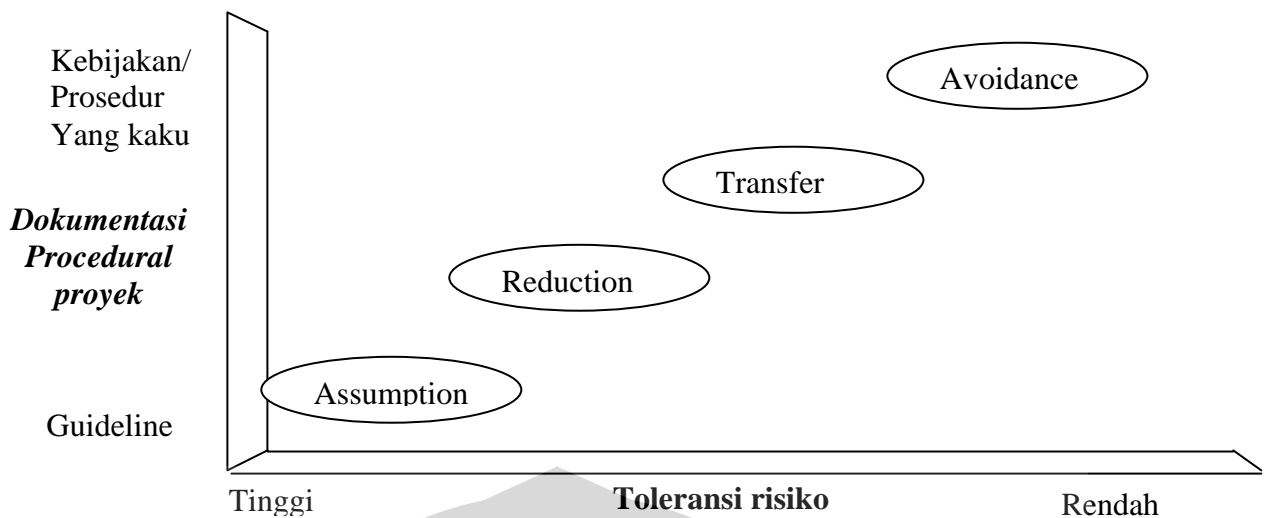 Kebijakan/
Prosedur
Yang kaku
Avoidance
Transfer
Dokumentasi
Procedural
proyek
Reduction
Assumption
Guideline
Tinggi
Toleransi risiko
Rendah